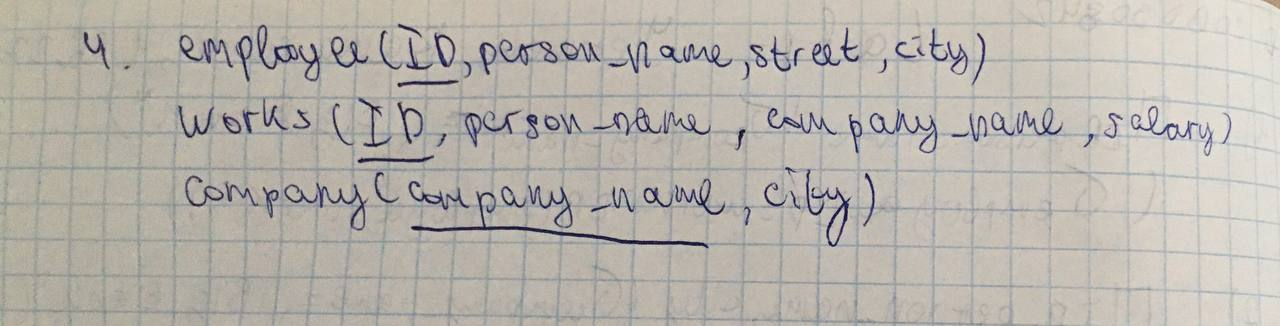 4. employee(ID, person_name, street, city)
works (ID, person_name, company_name, salary)
company(company_name, city)